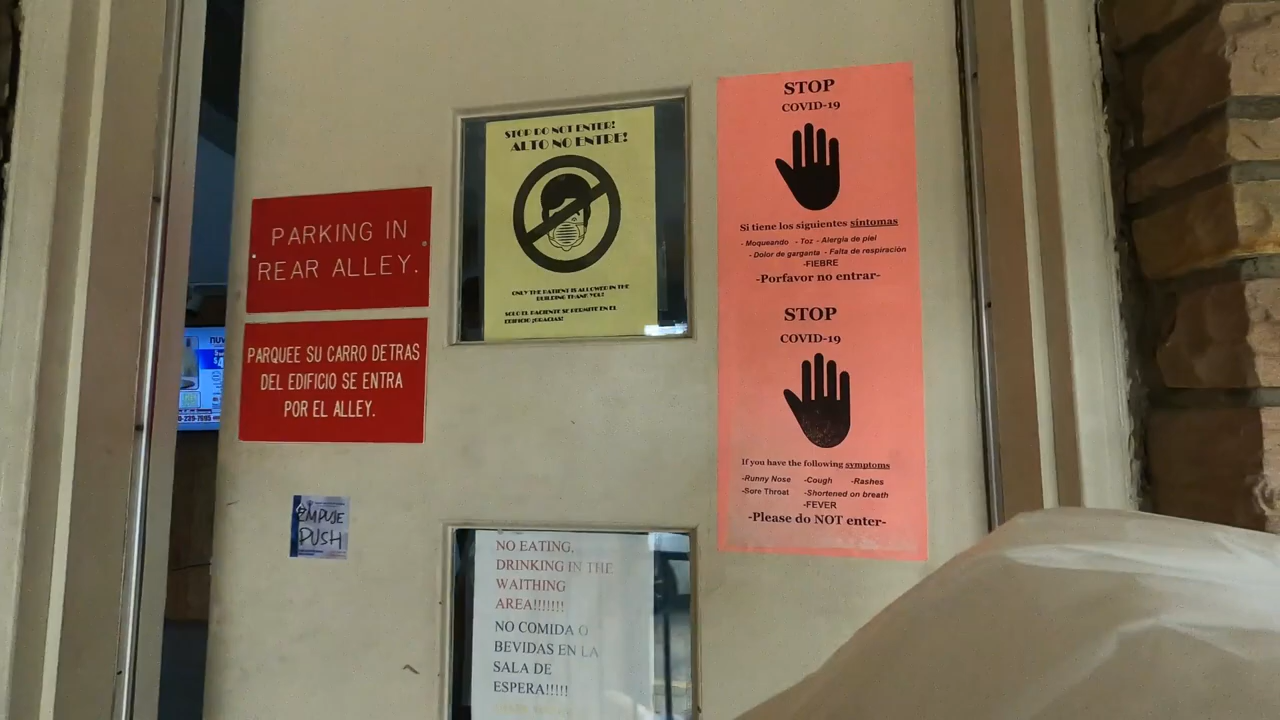 PARKING IN
REAR ALLEY.
PARQUEE SU CARRO DETRAS
DEL EDIFICIO SE ENTRA
POR EL ALLEY.
EMPUJE
PUSH
STOP DO NOT ENTER!
ALTO NO ENTRE!
ONLY THE PATIENT IS ALLOWED IN THE
BUILDING THANK YOU!
SOLO EL PACIENTE SE PERMITE EN EL
EDIFICIO ¡GRACIAS!
NO EATING,
DRINKING IN THE
WAITHING
AREA!!!!!!!
NO COMIDA O
BEVIDAS EN LA
SALA DE
ESPERA!!!!!
STOP
COVID-19
Si tiene los siguientes sintomas
- Moqueando - Toz - Alergia de piel
- Dolor de garganta - Falta de respiración
-FIEBRE
-Porfavor no entrar-
STOP
COVID-19
If you have the following symptoms
-Runny Nose -Cough -Rashes
-Sore Throat -Shortened on breath
-FEVER
-Please do NOT enter-